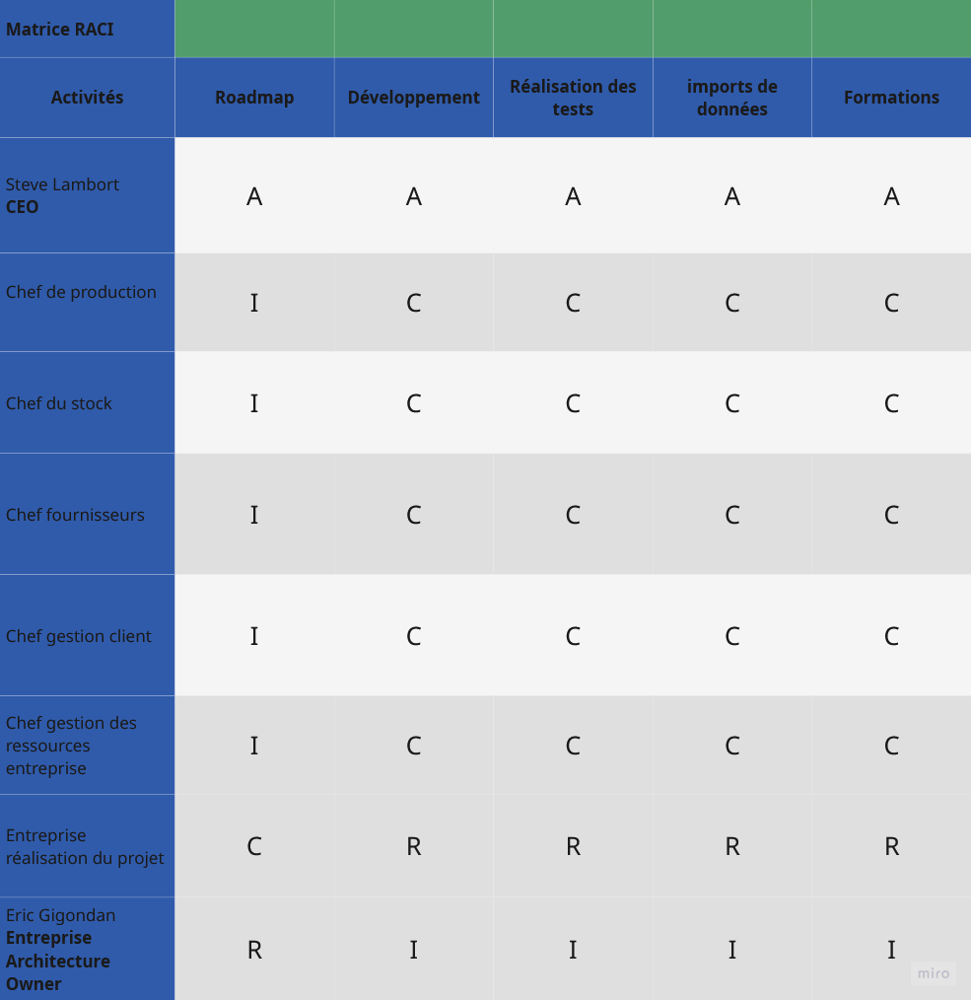 Matrice RACI
Activités
Roadmap
Développement
Réalisation des
tests
imports de
données
Formations
Steve Lambort
CEO
A
A
A
A
A
Chef de production
I
C
C
C
C
Chef du stock
I
C
C
C
C
Chef fournisseurs
I
C
C
C
C
Chef gestion client
I
C
C
C
C
Chef gestion des
ressources
entreprise
I
C
C
C
C
Entreprise
réalisation du projet
C
R
R
R
R
Eric Gigondan
Entreprise
Architecture
Owner
R
I
I
I
I
miro